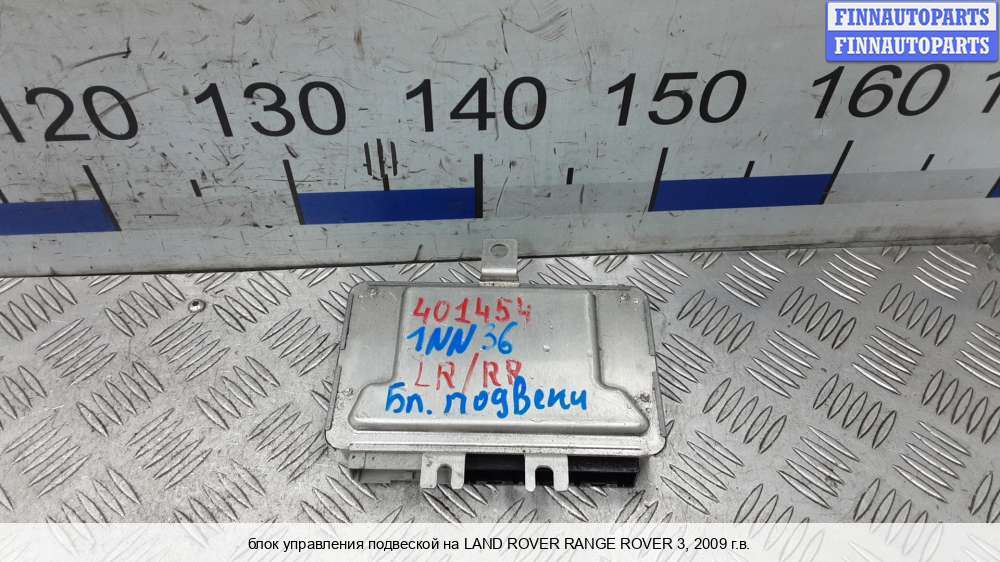 FINNAUTOPARTS
FINNAUTOPARTS
120 130 140 150 160
401454
1NN36
LR/RR
Бл. подвески
блок управления подвеской на LAND ROVER RANGE ROVER 3, 2009 г.в.